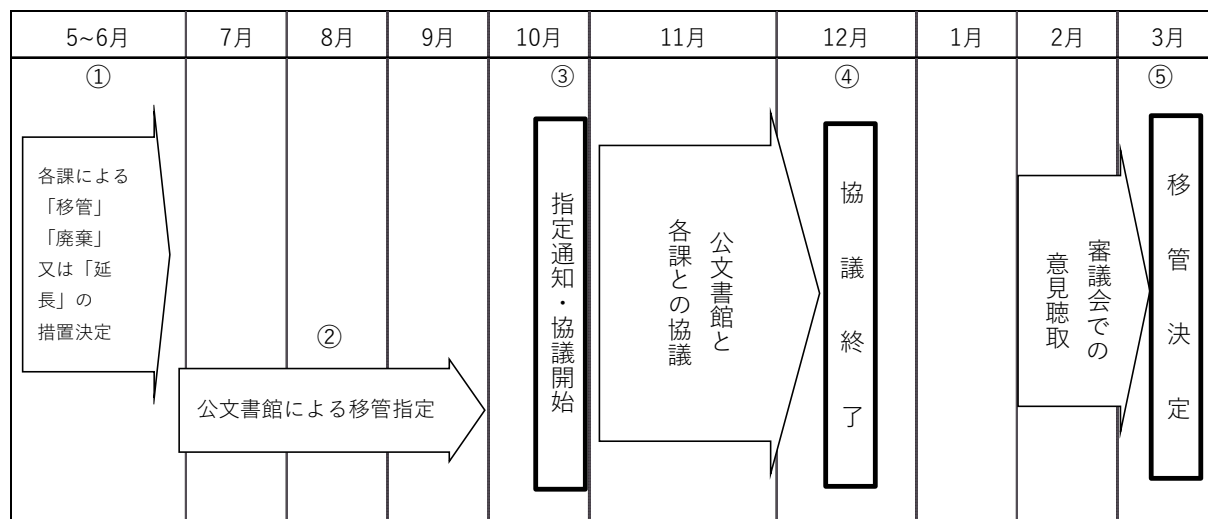 5~6月
7月
8月
9月
10月
11月
12月
1月
2月
3月
①
③
④
⑤
各課による
「移管」
「廃棄」
又は「延
長」の
措置決定
②
公文書館による移管指定
指定通知・協議開始
公文書館と
各課との協議
協議終了
審議会での
意見聴取
移管決定